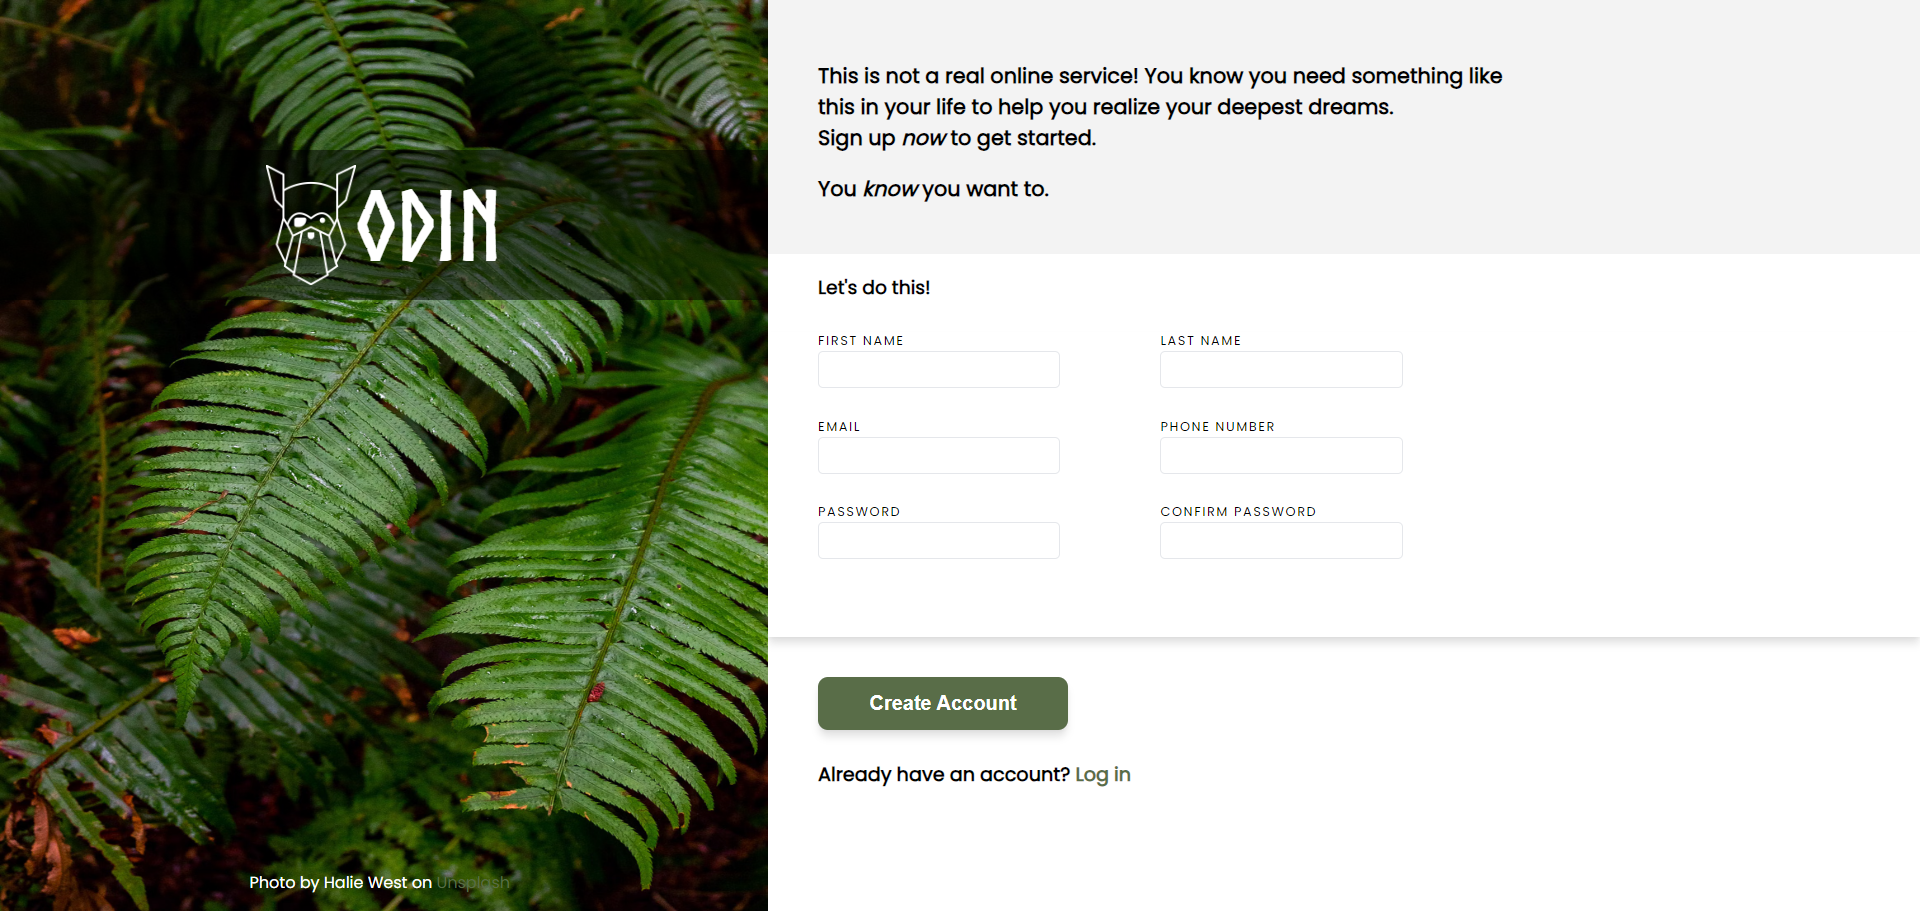 ODIN
Photo by Halie West on Unsplash
This is not a real online service! You know you need something like
this in your life to help you realize your deepest dreams.
Sign up now to get started.
You know you want to.
Let's do this!
FIRST NAME
LAST NAME
EMAIL
PHONE NUMBER
PASSWORD
CONFIRM PASSWORD
Create Account
Already have an account? Log in